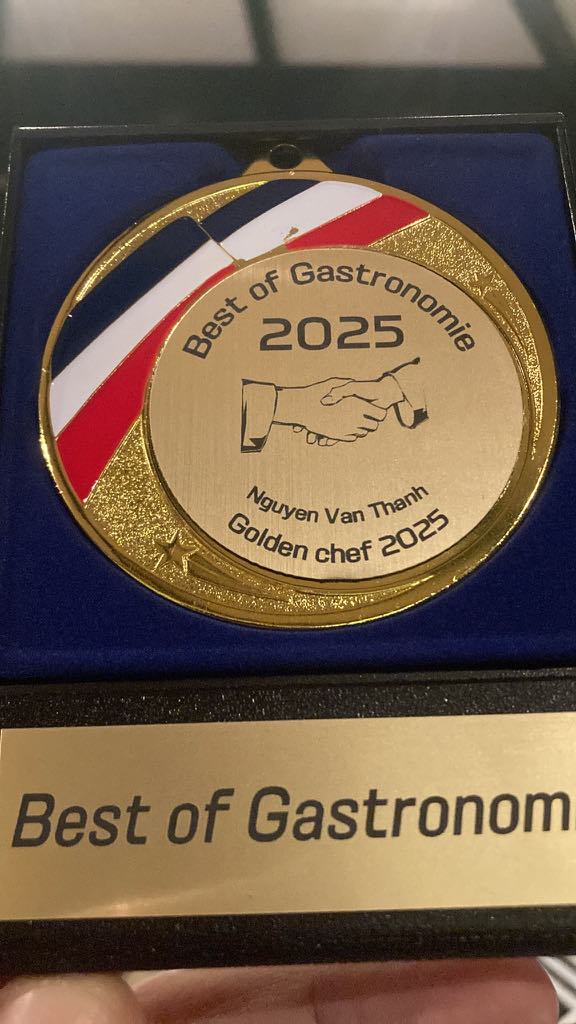 Best of Gastronomie
2025
Nguyen Van Thanh
Golden chef 2025
Best of Gastronom